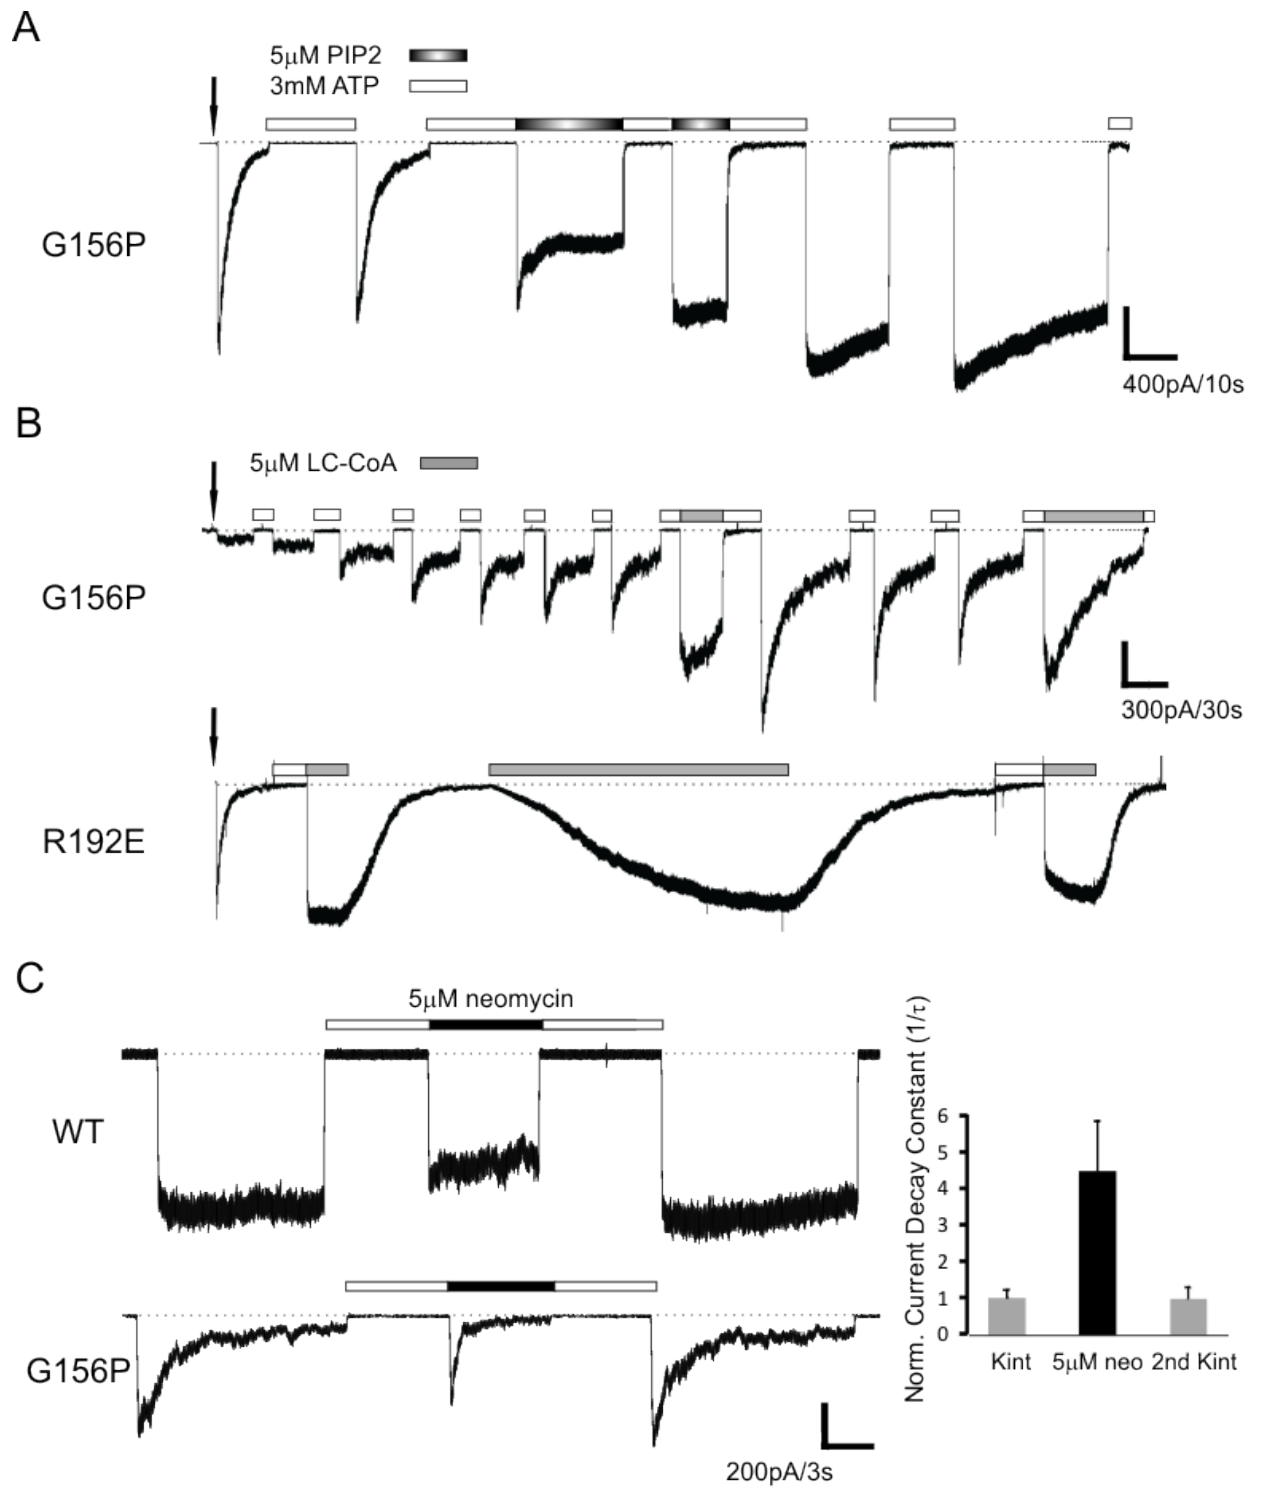 A
5μM PIP2
3mM ATP
G156P
400pA/10s
B
5μM LC-CoA
G156P
300pA/30s
R192E
C
5μM neomycin
WT
G156P
200pA/3s
Norm. Current Decay Constant (1/τ)
6
5
4
3
2
1
0
Kint 5μM neo 2nd Kint